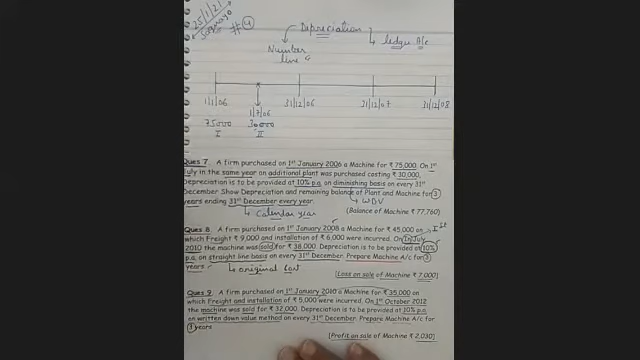 25/1/21
#4
Depreciation
ledger A/c
Number
line
1/1/06
1/7/06
31/12/06
31/12/07
31/12/08
75000
30000
I
II
Ques 7 A firm purchased on 1st January 2006 a Machine for ₹ 75,000. On 1st
July in the same year on additional plant was purchased costing ₹ 30,000.
Depreciation is to be provided at 10% p.a. on diminishing basis on every 31st
December. Show Depreciation and remaining balance of Plant and Machine for 3
years ending 31st December every year.
WDV
Calendar year
(Balance of Machine ₹ 77,760)
Ques 8 A firm purchased on 1st January 2008 a Machine for ₹ 45,000 on
Ist
which Freight ₹ 9,000 and installation of ₹ 6,000 were incurred. On 1st July
2010 the machine was sold for ₹ 38,000. Depreciation is to be provided at 10%
p.a. on straight line basis on every 31st December. Prepare Machine A/c for 3
years
original Cost
[Loss on sale of Machine ₹ 7,000]
Ques 9 A firm purchased on 1st January 2010 a Machine for ₹ 35,000 on
which Freight and installation of ₹ 5,000 were incurred. On 1st October 2012
the machine was sold for ₹ 32,000. Depreciation is to be provided at 10% p.a.
on written down value method on every 31st December. Prepare Machine A/c for
3 years
[Profit on sale of Machine ₹ 2,030]